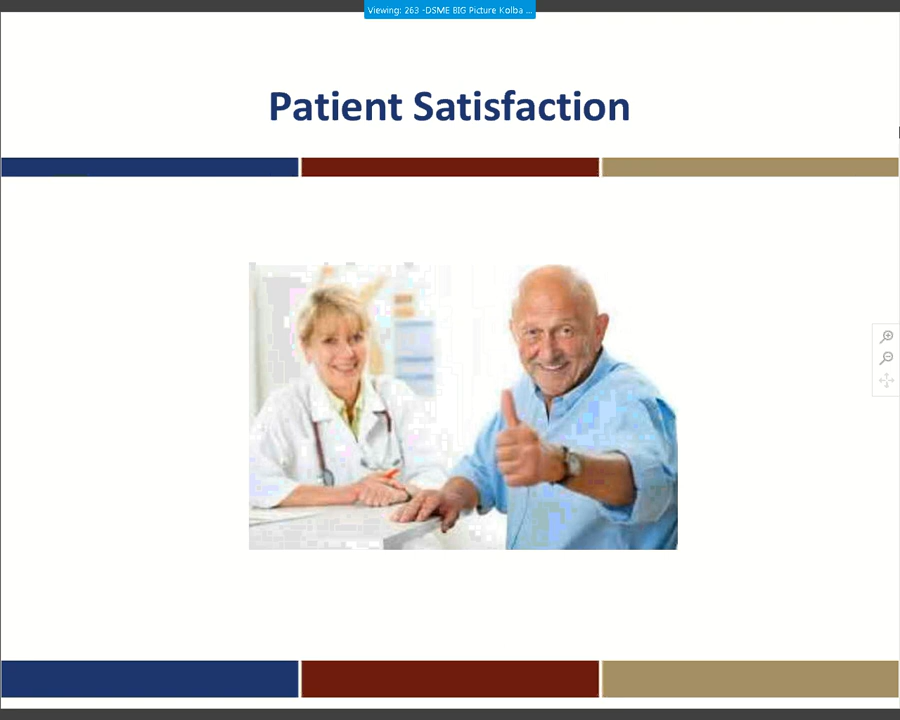 Viewing: 263 -DSME BIG Picture Kolba ...
Patient Satisfaction